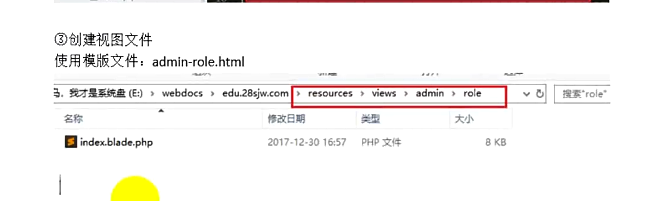 ③创建视图文件
使用模版文件：admin-role.html
我才是系统盘 (E:) › webdocs › edu.28sjw.com › resources › views › admin › role 搜索"role"
名称 修改日期 类型 大小
index.blade.php 2017-12-30 16:57 PHP 文件 8 KB